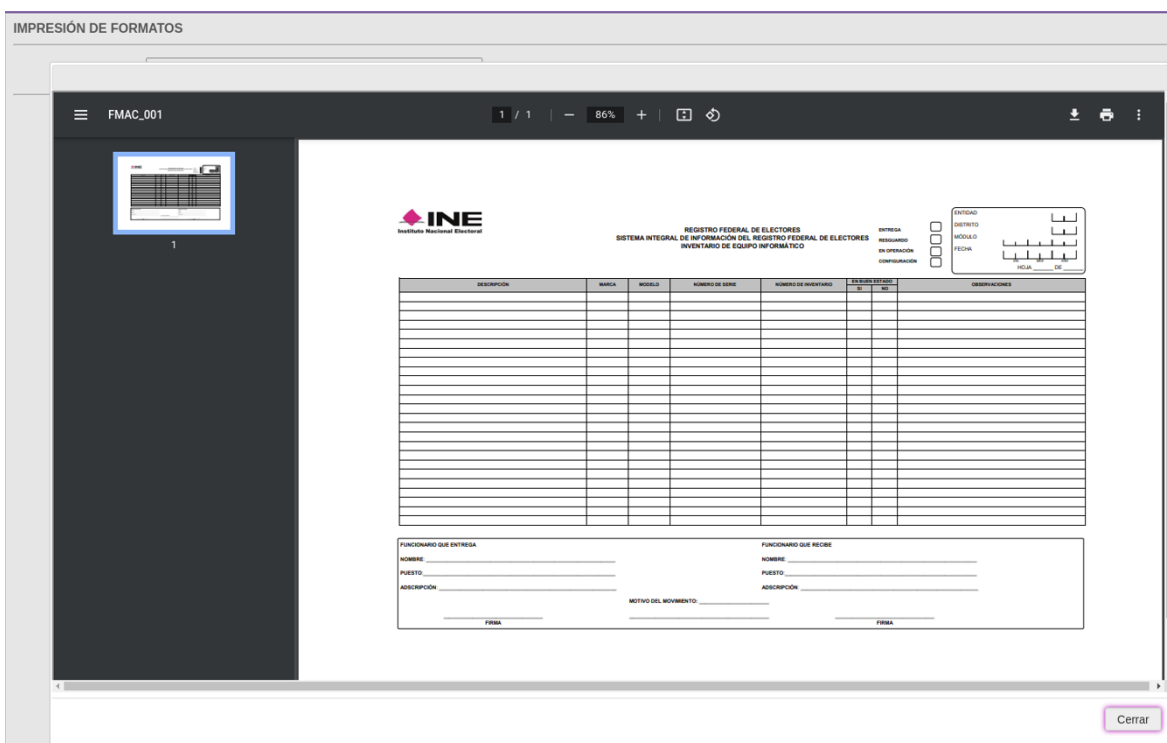 IMPRESIÓN DE FORMATOS
FMAC_001
1 / 1
86%
1
INE
Instituto Nacional Electoral
REGISTRO FEDERAL DE ELECTORES
SISTEMA INTEGRAL DE INFORMACIÓN DEL REGISTRO FEDERAL DE ELECTORES
INVENTARIO DE EQUIPO INFORMÁTICO
ENTREGA
RESGUARDO
EN OPERACIÓN
CONFIGURACIÓN
ENTIDAD
DISTRITO
MÓDULO
FECHA
HOJA ______ DE ______
DESCRIPCIÓN MARCA MODELO NÚMERO DE SERIE NÚMERO DE INVENTARIO EN BUEN ESTADO OBSERVACIONES
SI NO
FUNCIONARIO QUE ENTREGA FUNCIONARIO QUE RECIBE
NOMBRE: NOMBRE:
PUESTO: PUESTO:
ADSCRIPCIÓN: ADSCRIPCIÓN:
MOTIVO DEL MOVIMIENTO:
FIRMA FIRMA
Cerrar